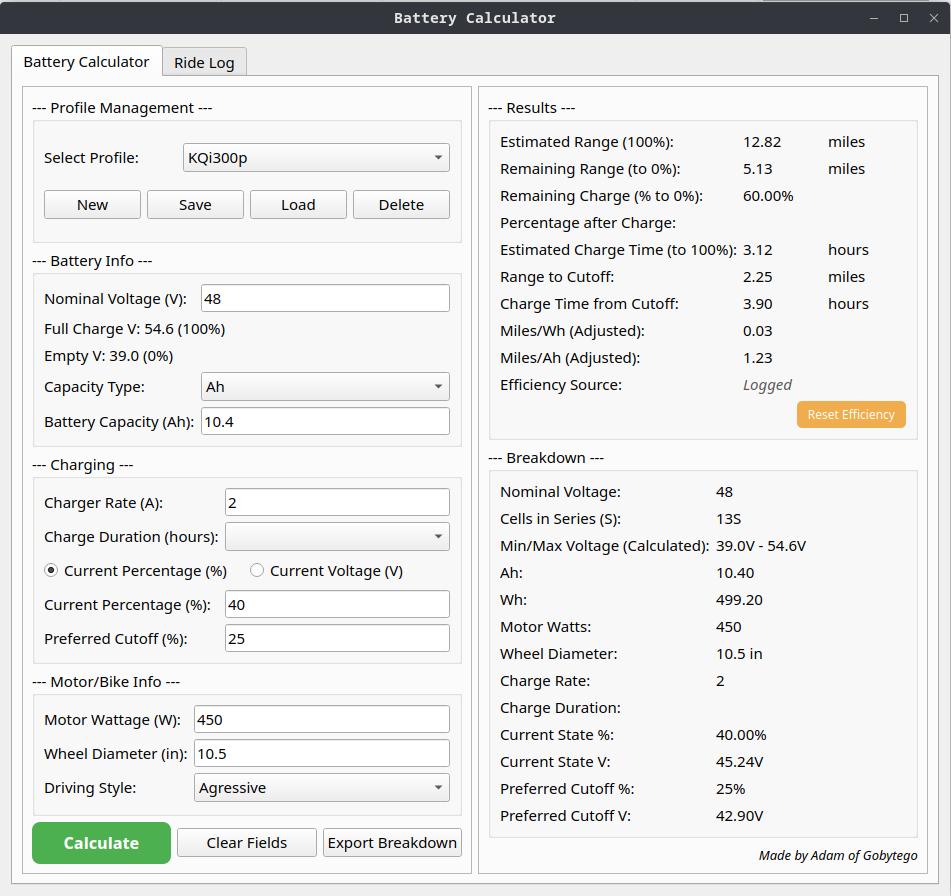 Battery Calculator
Battery Calculator
Ride Log
--- Profile Management ---
Select Profile: KQi300p
New Save Load Delete
--- Battery Info ---
Nominal Voltage (V): 48
Full Charge V: 54.6 (100%)
Empty V: 39.0 (0%)
Capacity Type: Ah
Battery Capacity (Ah): 10.4
--- Charging ---
Charger Rate (A): 2
Charge Duration (hours):
Current Percentage (%) Current Voltage (V)
Current Percentage (%): 40
Preferred Cutoff (%): 25
--- Motor/Bike Info ---
Motor Wattage (W): 450
Wheel Diameter (in): 10.5
Driving Style: Agressive
Calculate Clear Fields Export Breakdown
--- Results ---
Estimated Range (100%): 12.82 miles
Remaining Range (to 0%): 5.13 miles
Remaining Charge (% to 0%): 60.00%
Percentage after Charge:
Estimated Charge Time (to 100%): 3.12 hours
Range to Cutoff: 2.25 miles
Charge Time from Cutoff: 3.90 hours
Miles/Wh (Adjusted): 0.03
Miles/Ah (Adjusted): 1.23
Efficiency Source: Logged
Reset Efficiency
--- Breakdown ---
Nominal Voltage: 48
Cells in Series (S): 13S
Min/Max Voltage (Calculated): 39.0V - 54.6V
Ah: 10.40
Wh: 499.20
Motor Watts: 450
Wheel Diameter: 10.5 in
Charge Rate: 2
Charge Duration:
Current State %: 40.00%
Current State V: 45.24V
Preferred Cutoff %: 25%
Preferred Cutoff V: 42.90V
Made by Adam of Gobytego